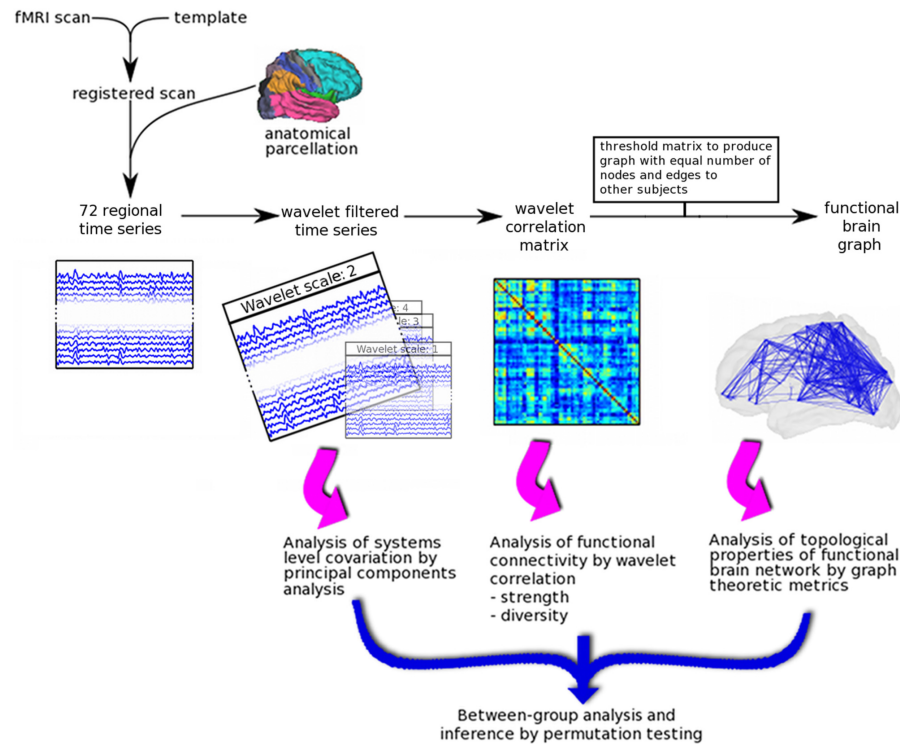 fMRI scan
template
registered scan
anatomical
parcellation
threshold matrix to produce
graph with equal number of
nodes and edges to
other subjects
72 regional
time series
wavelet filtered
time series
wavelet
correlation
matrix
functional
brain
graph
Wavelet scale: 2
e: 4
le: 3
Wavelet scale: 1
Analysis of systems
level covariation by
principal components
analysis
Analysis of functional
connectivity by wavelet
correlation
- strength
- diversity
Analysis of topological
properties of functional
brain network by graph
theoretic metrics
Between-group analysis and
inference by permutation testing